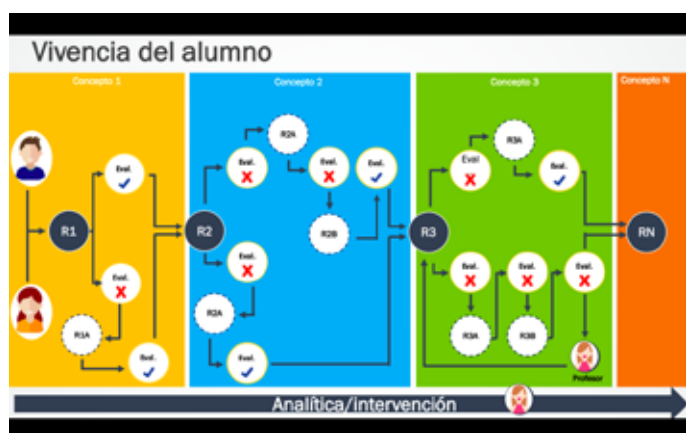 Vivencia del alumno
Concepto 1
Concepto 2
Concepto 3
Concepto N
R2A
R3A
Eval.
Eval.
Eval.
Eval.
Eval
Eval.
R1
R2
R2B
R3
RN
Eval.
Eval.
Eval.
Eval.
Eval.
R1A
R2A
R3A
R3B
Eval.
Eval.
Profesor
Analítica/intervención